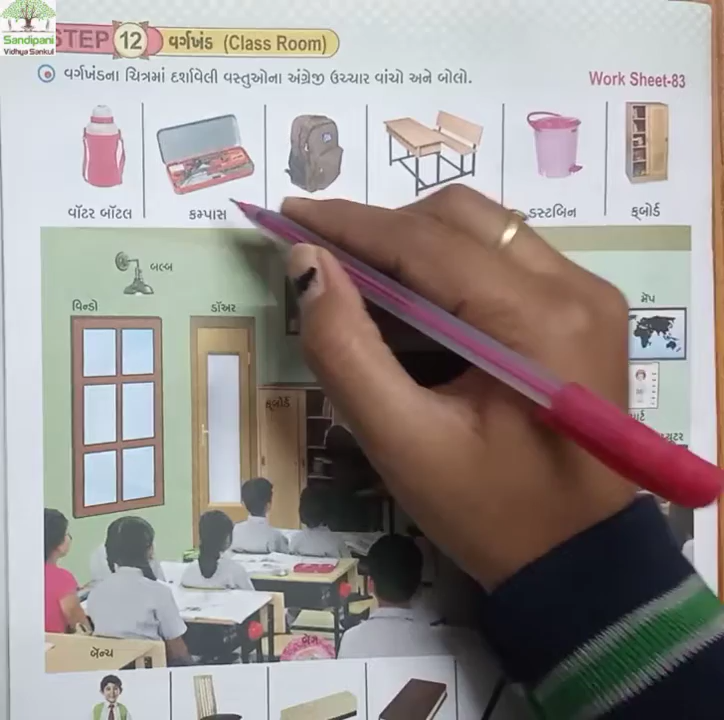 Sandipani
Vidhya Sankul
STEP 12 વર્ગખંડ (Class Room)
વર્ગખંડના ચિત્રમાં દર્શાવેલી વસ્તુઓના અંગ્રેજી ઉચ્ચાર વાંચો અને બોલો.
Work Sheet-83
વૉટર બૉટલ
કમ્પાસ
ડસ્ટબિન
કબૉર્ડ
બલ્બ
વિન્ડો
ડૉઅર
મૅપ
કબૉર્ડ
બૅન્ચ
બૅગ